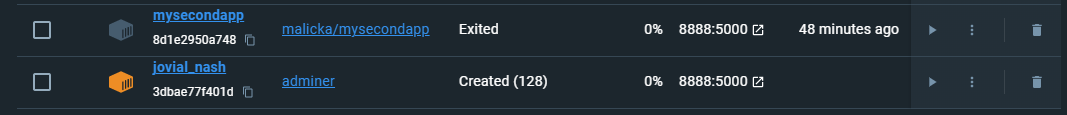 mysecondapp
8d1e2950a748
malicka/mysecondapp
Exited
0%
8888:5000
48 minutes ago
jovial_nash
3dbae77f401d
adminer
Created (128)
0%
8888:5000